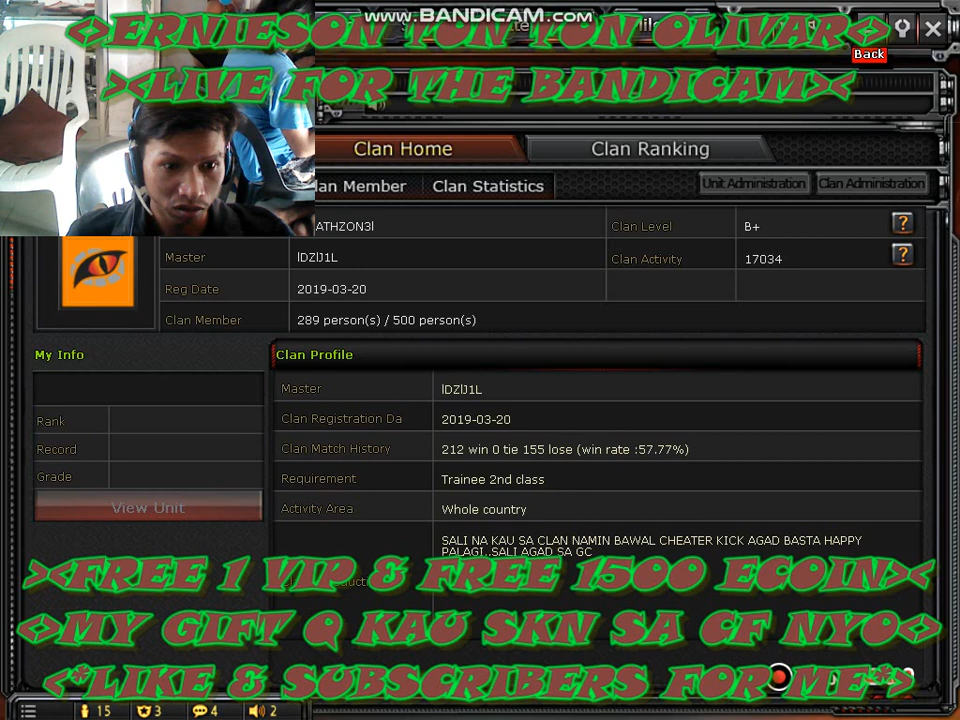 www.BANDICAM.com
<>ERNIESON TON TON OLIVAR<>
Back
><LIVE FOR THE BANDICAM><
Clan Home
Clan Ranking
lan Member
Clan Statistics
Unit Administration
Clan Administration
ATHZON3l
Clan Level
B+
?
Master
lDZlJ1L
Clan Activity
17034
?
Reg Date
2019-03-20
Clan Member
289 person(s) / 500 person(s)
My Info
Clan Profile
Master
lDZlJ1L
Rank
Clan Registration Da
2019-03-20
Record
Clan Match History
212 win 0 tie 155 lose (win rate :57.77%)
Grade
Requirement
Trainee 2nd class
View Unit
Activity Area
Whole country
SALI NA KAU SA CLAN NAMIN BAWAL CHEATER KICK AGAD BASTA HAPPY
PALAGI..SALI AGAD SA GC
><FREE 1 VIP & FREE 1500 ECOIN><
<>MY GIFT Q KAU SKN SA CF NYO<>
<*LIKE & SUBSCRIBERS FOR ME*>
15
3
4
2